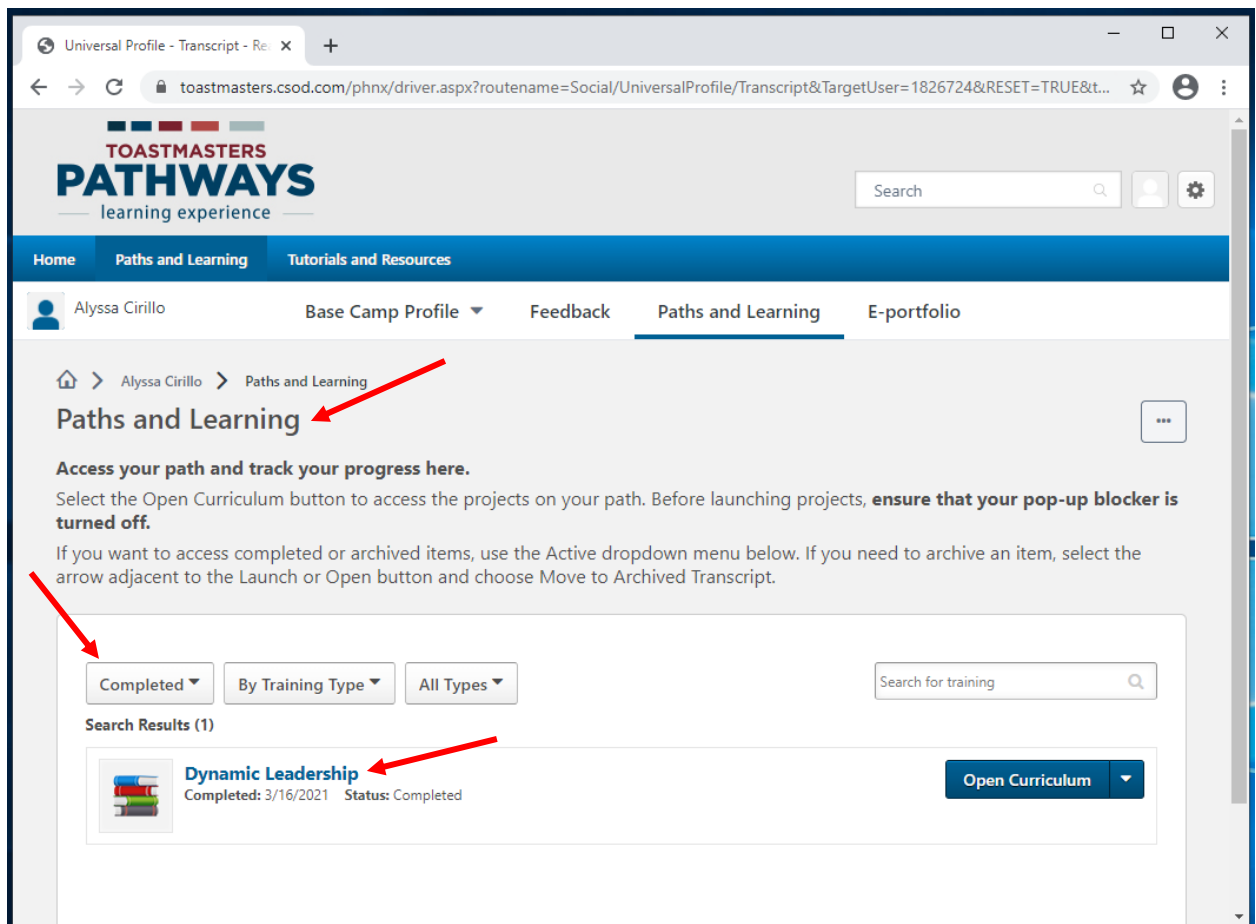 Universal Profile - Transcript - Re
toastmasters.csod.com/phnx/driver.aspx?routename=Social/UniversalProfile/Transcript&TargetUser=1826724&RESET=TRUE&t...
TOASTMASTERS
PATHWAYS
learning experience
Search
Home Paths and Learning Tutorials and Resources
Alyssa Cirillo Base Camp Profile Feedback Paths and Learning E-portfolio
Alyssa Cirillo Paths and Learning
Paths and Learning
...
Access your path and track your progress here.
Select the Open Curriculum button to access the projects on your path. Before launching projects, ensure that your pop-up blocker is
turned off.
If you want to access completed or archived items, use the Active dropdown menu below. If you need to archive an item, select the
arrow adjacent to the Launch or Open button and choose Move to Archived Transcript.
Completed By Training Type All Types Search for training
Search Results (1)
Dynamic Leadership
Completed: 3/16/2021 Status: Completed
Open Curriculum